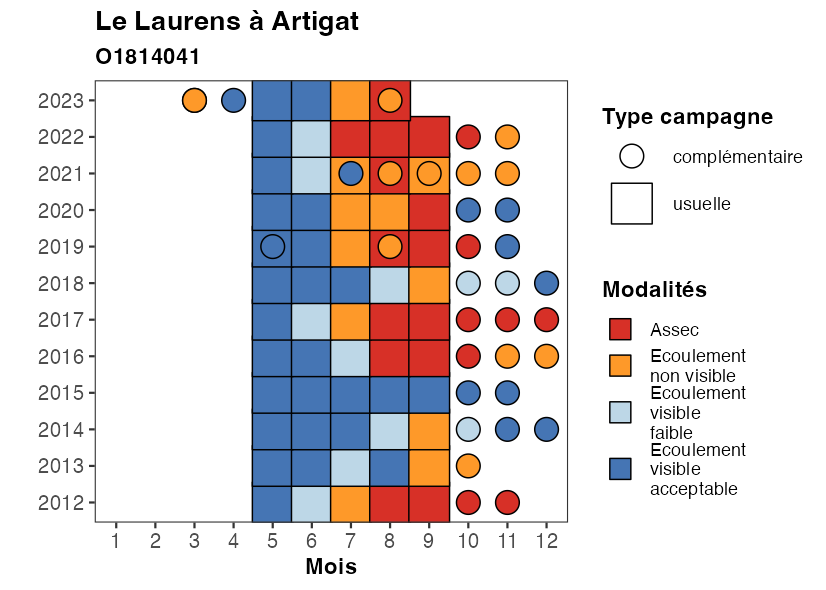 Le Laurens à Artigat
O1814041
2023
2022
2021
2020
2019
2018
2017
2016
2015
2014
2013
2012
1 2 3 4 5 6 7 8 9 10 11 12
Mois
Type campagne
complémentaire
usuelle
Modalités
Assec
Ecoulement
non visible
Ecoulement
visible
faible
Ecoulement
visible
acceptable